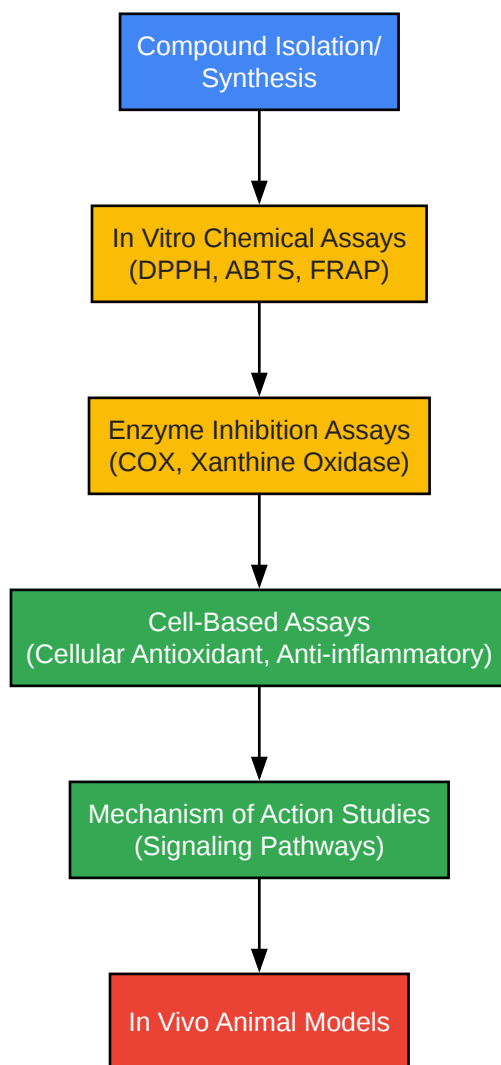 Compound Isolation/
Synthesis
In Vitro Chemical Assays
(DPPH, ABTS, FRAP)
Enzyme Inhibition Assays
(COX, Xanthine Oxidase)
Cell-Based Assays
(Cellular Antioxidant, Anti-inflammatory)
Mechanism of Action Studies
(Signaling Pathways)
In Vivo Animal Models